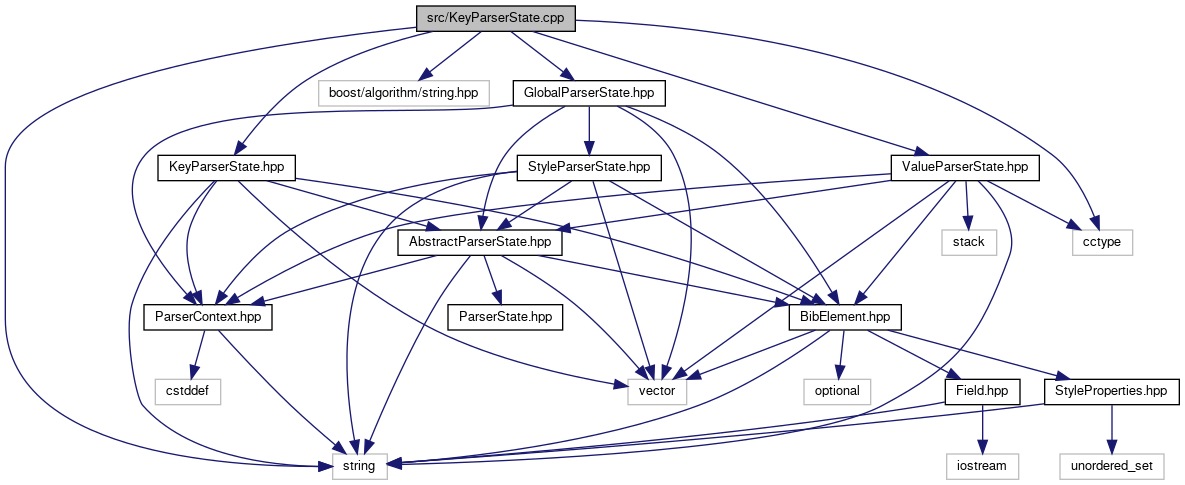 src/KeyParserState.cpp
boost/algorithm/string.hpp
GlobalParserState.hpp
KeyParserState.hpp
StyleParserState.hpp
ValueParserState.hpp
AbstractParserState.hpp
stack
cctype
ParserContext.hpp
ParserState.hpp
BibElement.hpp
cstddef
vector
optional
Field.hpp
StyleProperties.hpp
string
iostream
unordered_set